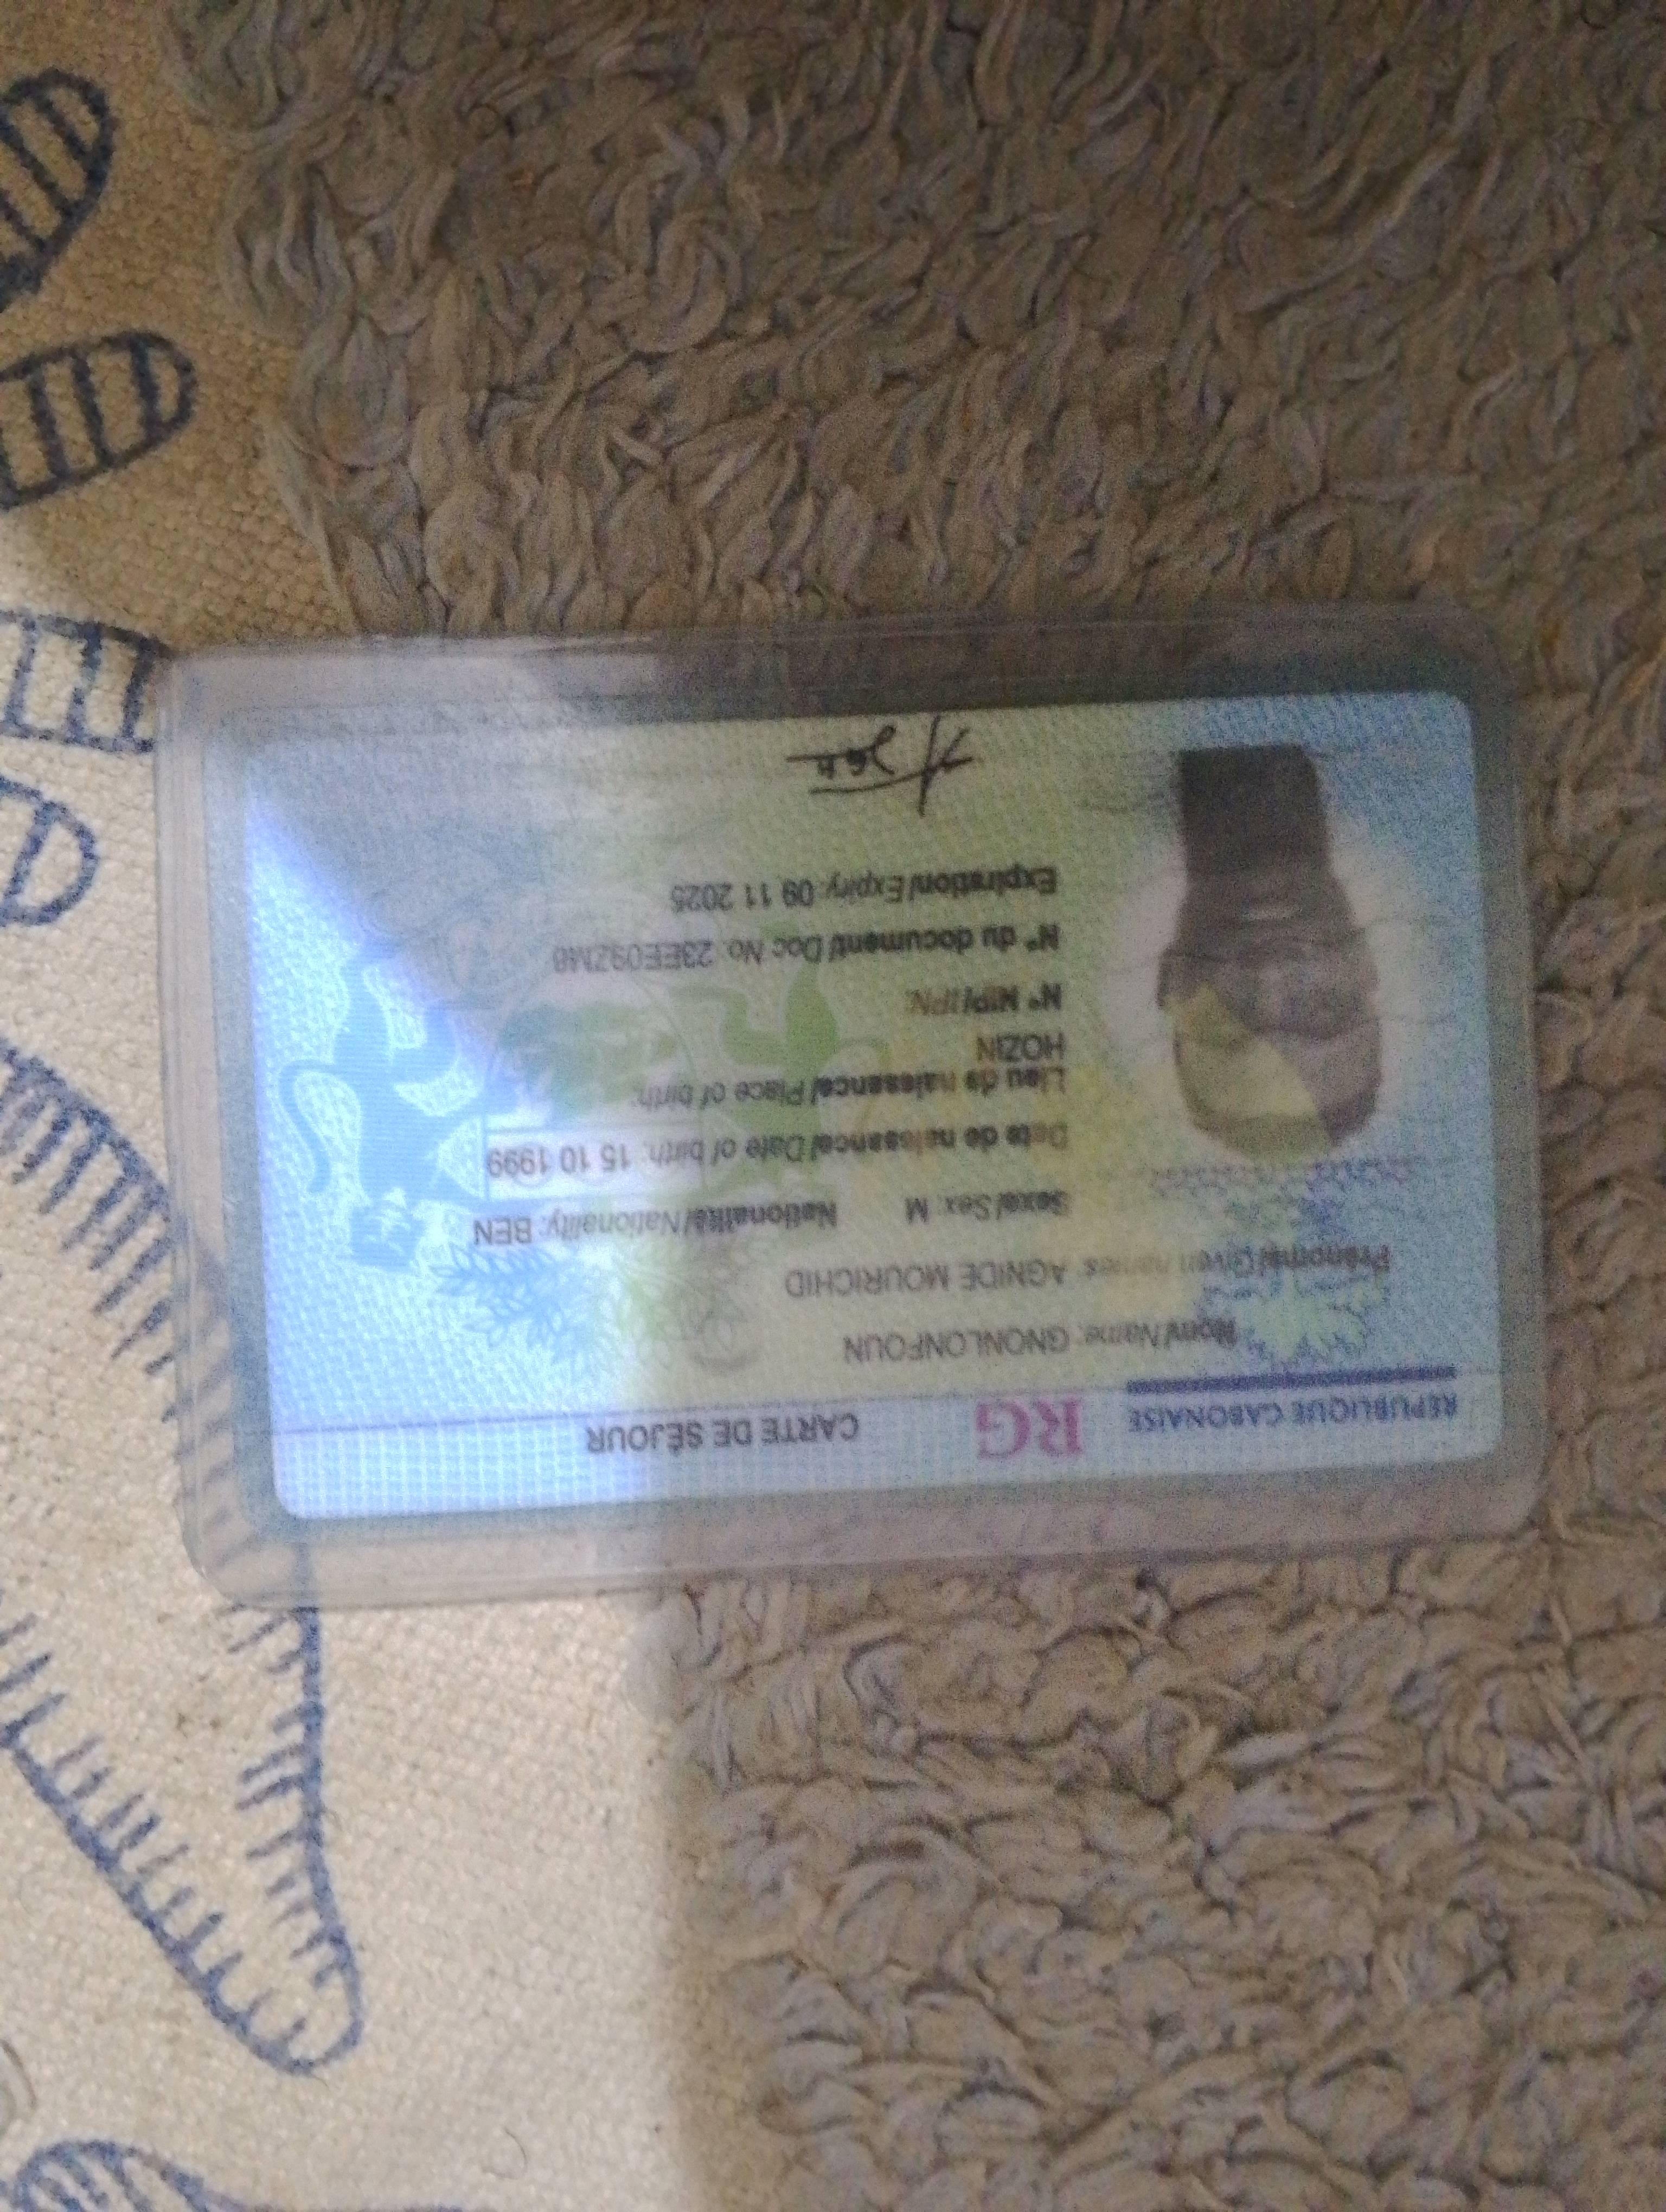 REPUBLIQUE GABONAISE RG CARTE DE SÉJOUR
Nom/Name: GNONLONFOUN
Prénoms/Given names: AGNIDE MOURICHID
Sexe/Sex: M Nationalité/Nationality: BEN
Date de naissance/Date of birth: 15 10 1999
Lieu de naissance/Place of birth:
HOZIN
N° NIP/IPN:
N° du document/Doc No: 23EE09ZM6
Expiration/Expiry: 09 11 2025